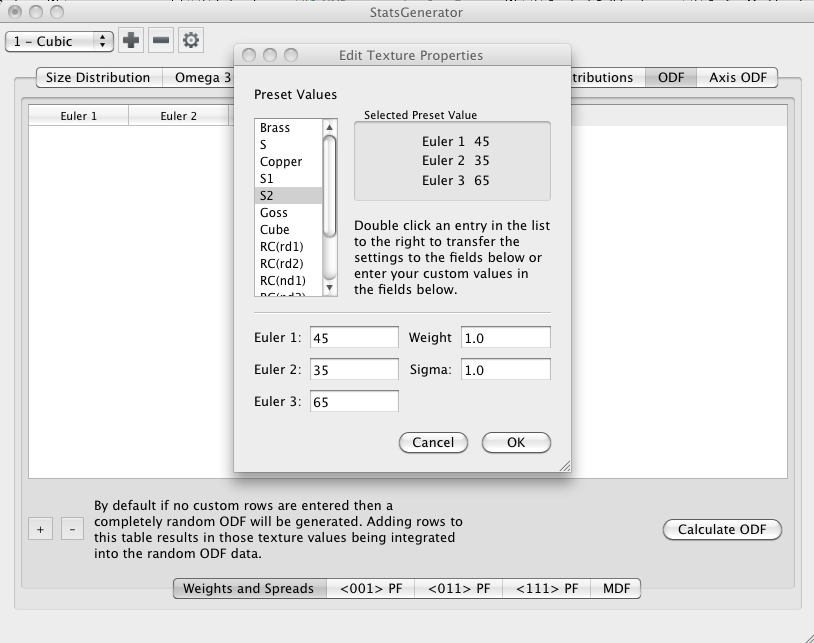 StatsGenerator
1 - Cubic
Edit Texture Properties
Size Distribution
Omega 3
tributions
ODF
Axis ODF
Euler 1
Euler 2
Preset Values
Brass
S
Copper
S1
S2
Goss
Cube
RC(rd1)
RC(rd2)
RC(nd1)
RC(nd2)
Selected Preset Value
Euler 1 45
Euler 2 35
Euler 3 65
Double click an entry in the list
to the right to transfer the
settings to the fields below or
enter your custom values in
the fields below.
Euler 1: 45 Weight 1.0
Euler 2: 35 Sigma: 1.0
Euler 3: 65
Cancel OK
+ -
By default if no custom rows are entered then a
completely random ODF will be generated. Adding rows to
this table results in those texture values being integrated
into the random ODF data.
Calculate ODF
Weights and Spreads <001> PF <011> PF <111> PF MDF